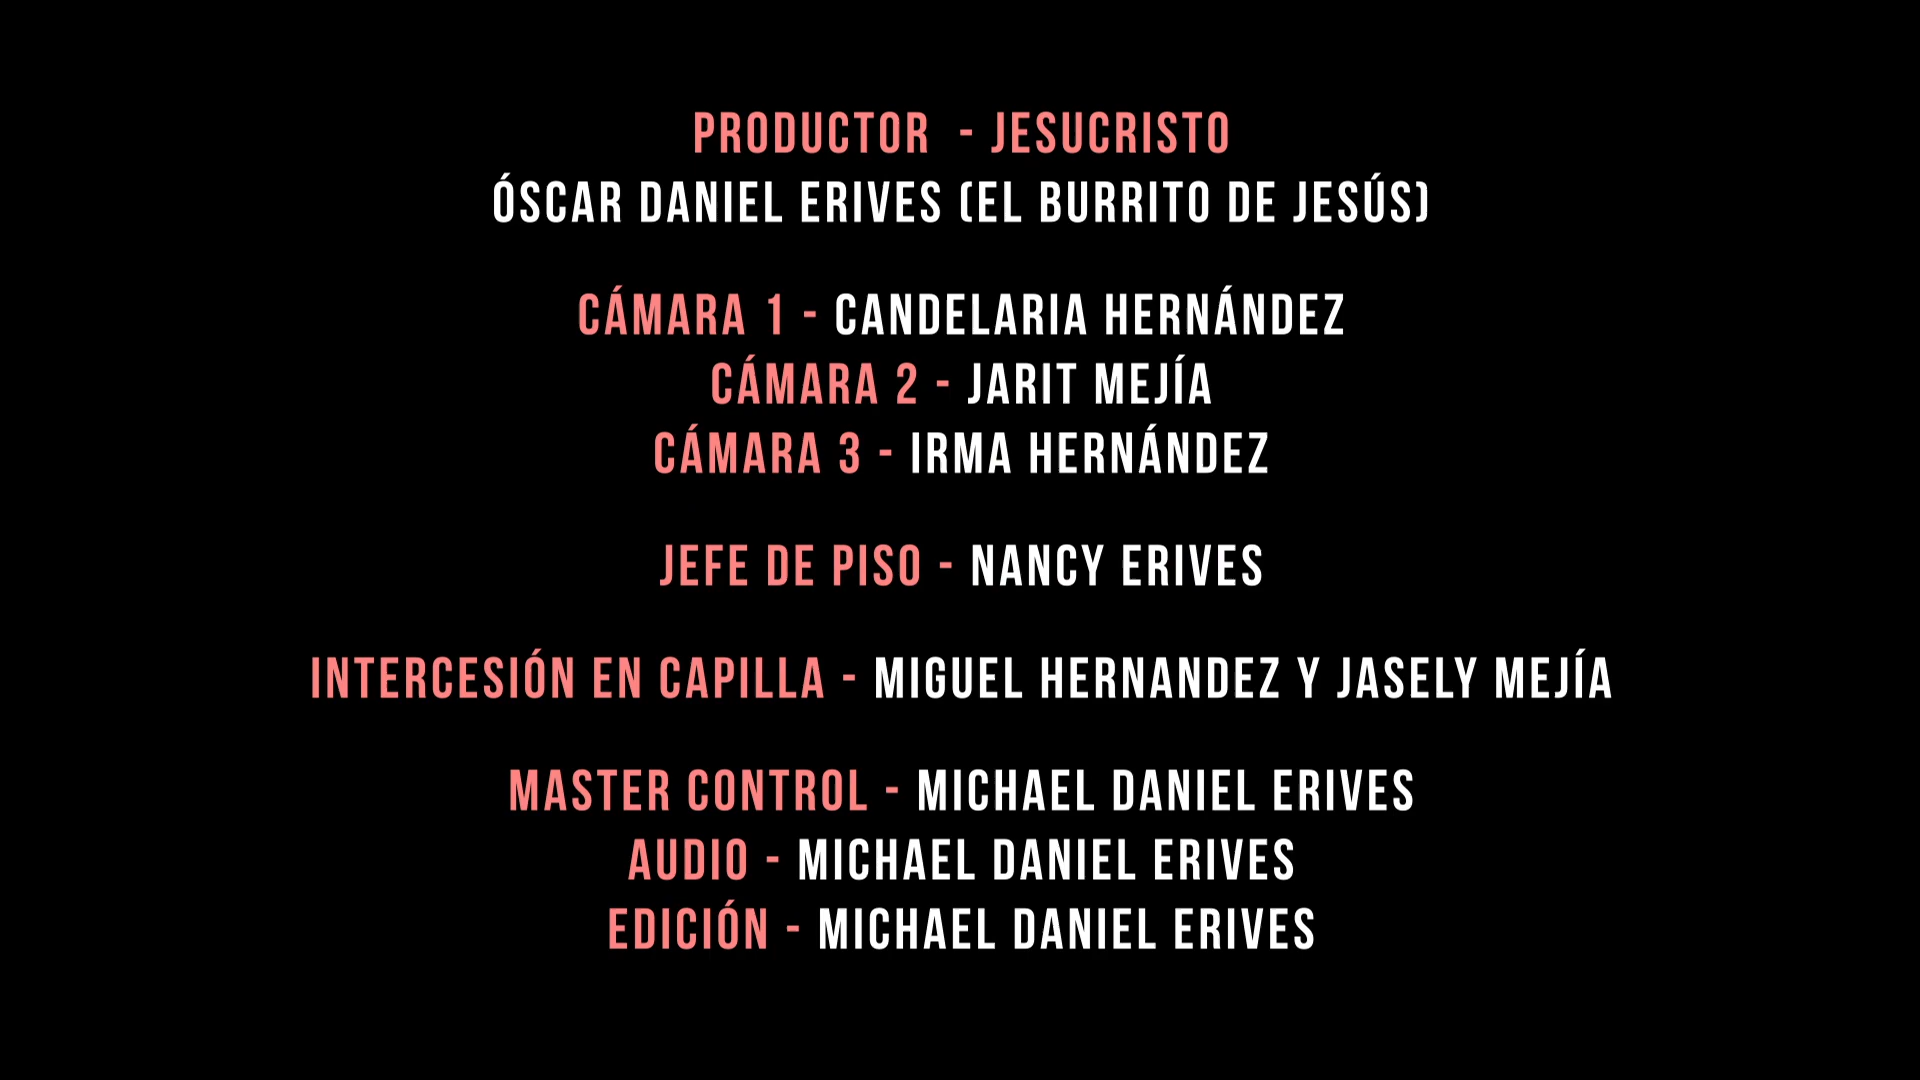 PRODUCTOR - JESUCRISTO
ÓSCAR DANIEL ERIVES (EL BURRITO DE JESÚS)
CÁMARA 1 - CANDELARIA HERNÁNDEZ
CÁMARA 2 - JARIT MEJÍA
CÁMARA 3 - IRMA HERNÁNDEZ
JEFE DE PISO - NANCY ERIVES
INTERCESIÓN EN CAPILLA - MIGUEL HERNANDEZ Y JASELY MEJÍA
MASTER CONTROL - MICHAEL DANIEL ERIVES
AUDIO - MICHAEL DANIEL ERIVES
EDICIÓN - MICHAEL DANIEL ERIVES